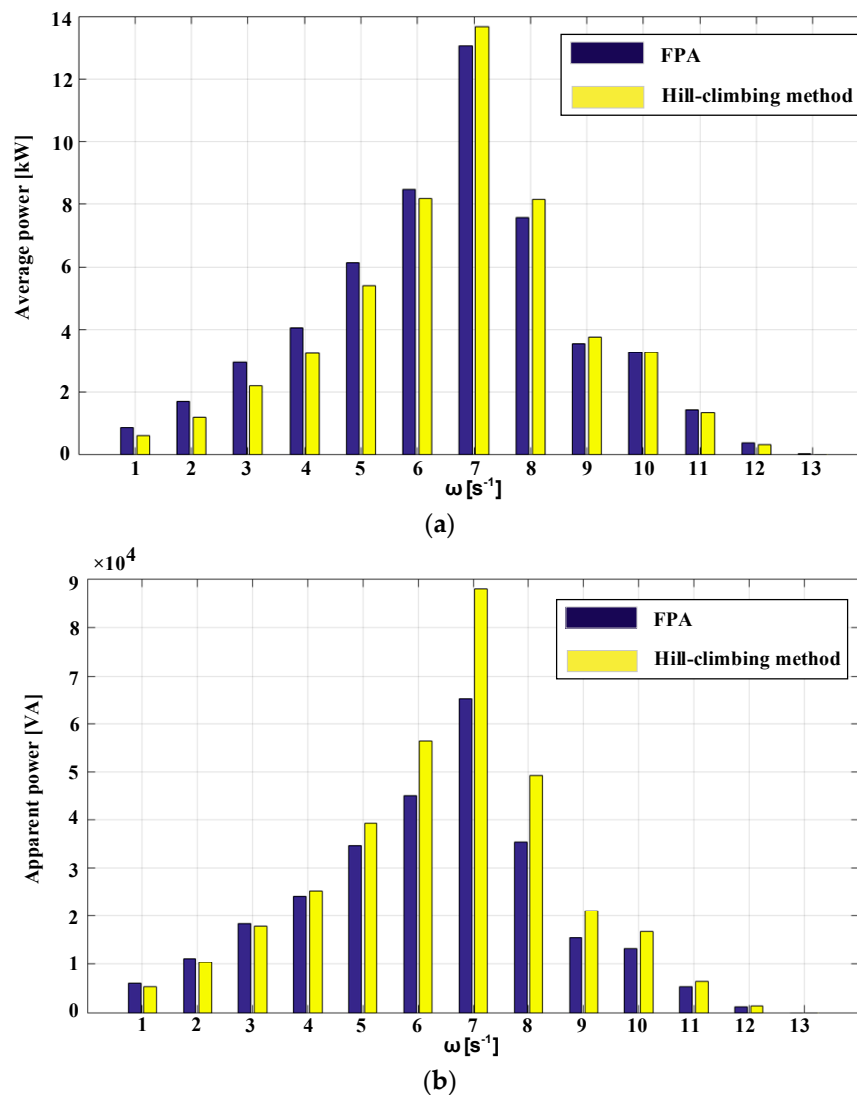 14
12
10
8
6
4
2
0
Average power [kW]
FPA
Hill-climbing method
1 2 3 4 5 6 7 8 9 10 11 12 13
ω [s⁻¹]
(a)
×10⁴
9
8
7
6
5
4
3
2
1
0
Apparent power [VA]
FPA
Hill-climbing method
1 2 3 4 5 6 7 8 9 10 11 12 13
ω [s⁻¹]
(b)